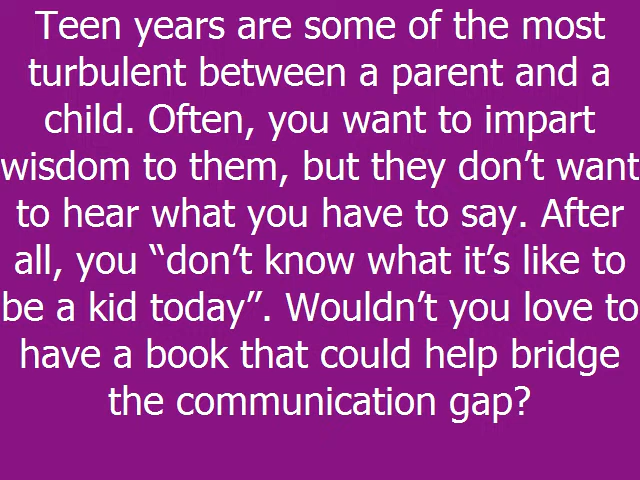 Teen years are some of the most
turbulent between a parent and a
child. Often, you want to impart
wisdom to them, but they don’t want
to hear what you have to say. After
all, you “don’t know what it’s like to
be a kid today”. Wouldn’t you love to
have a book that could help bridge
the communication gap?